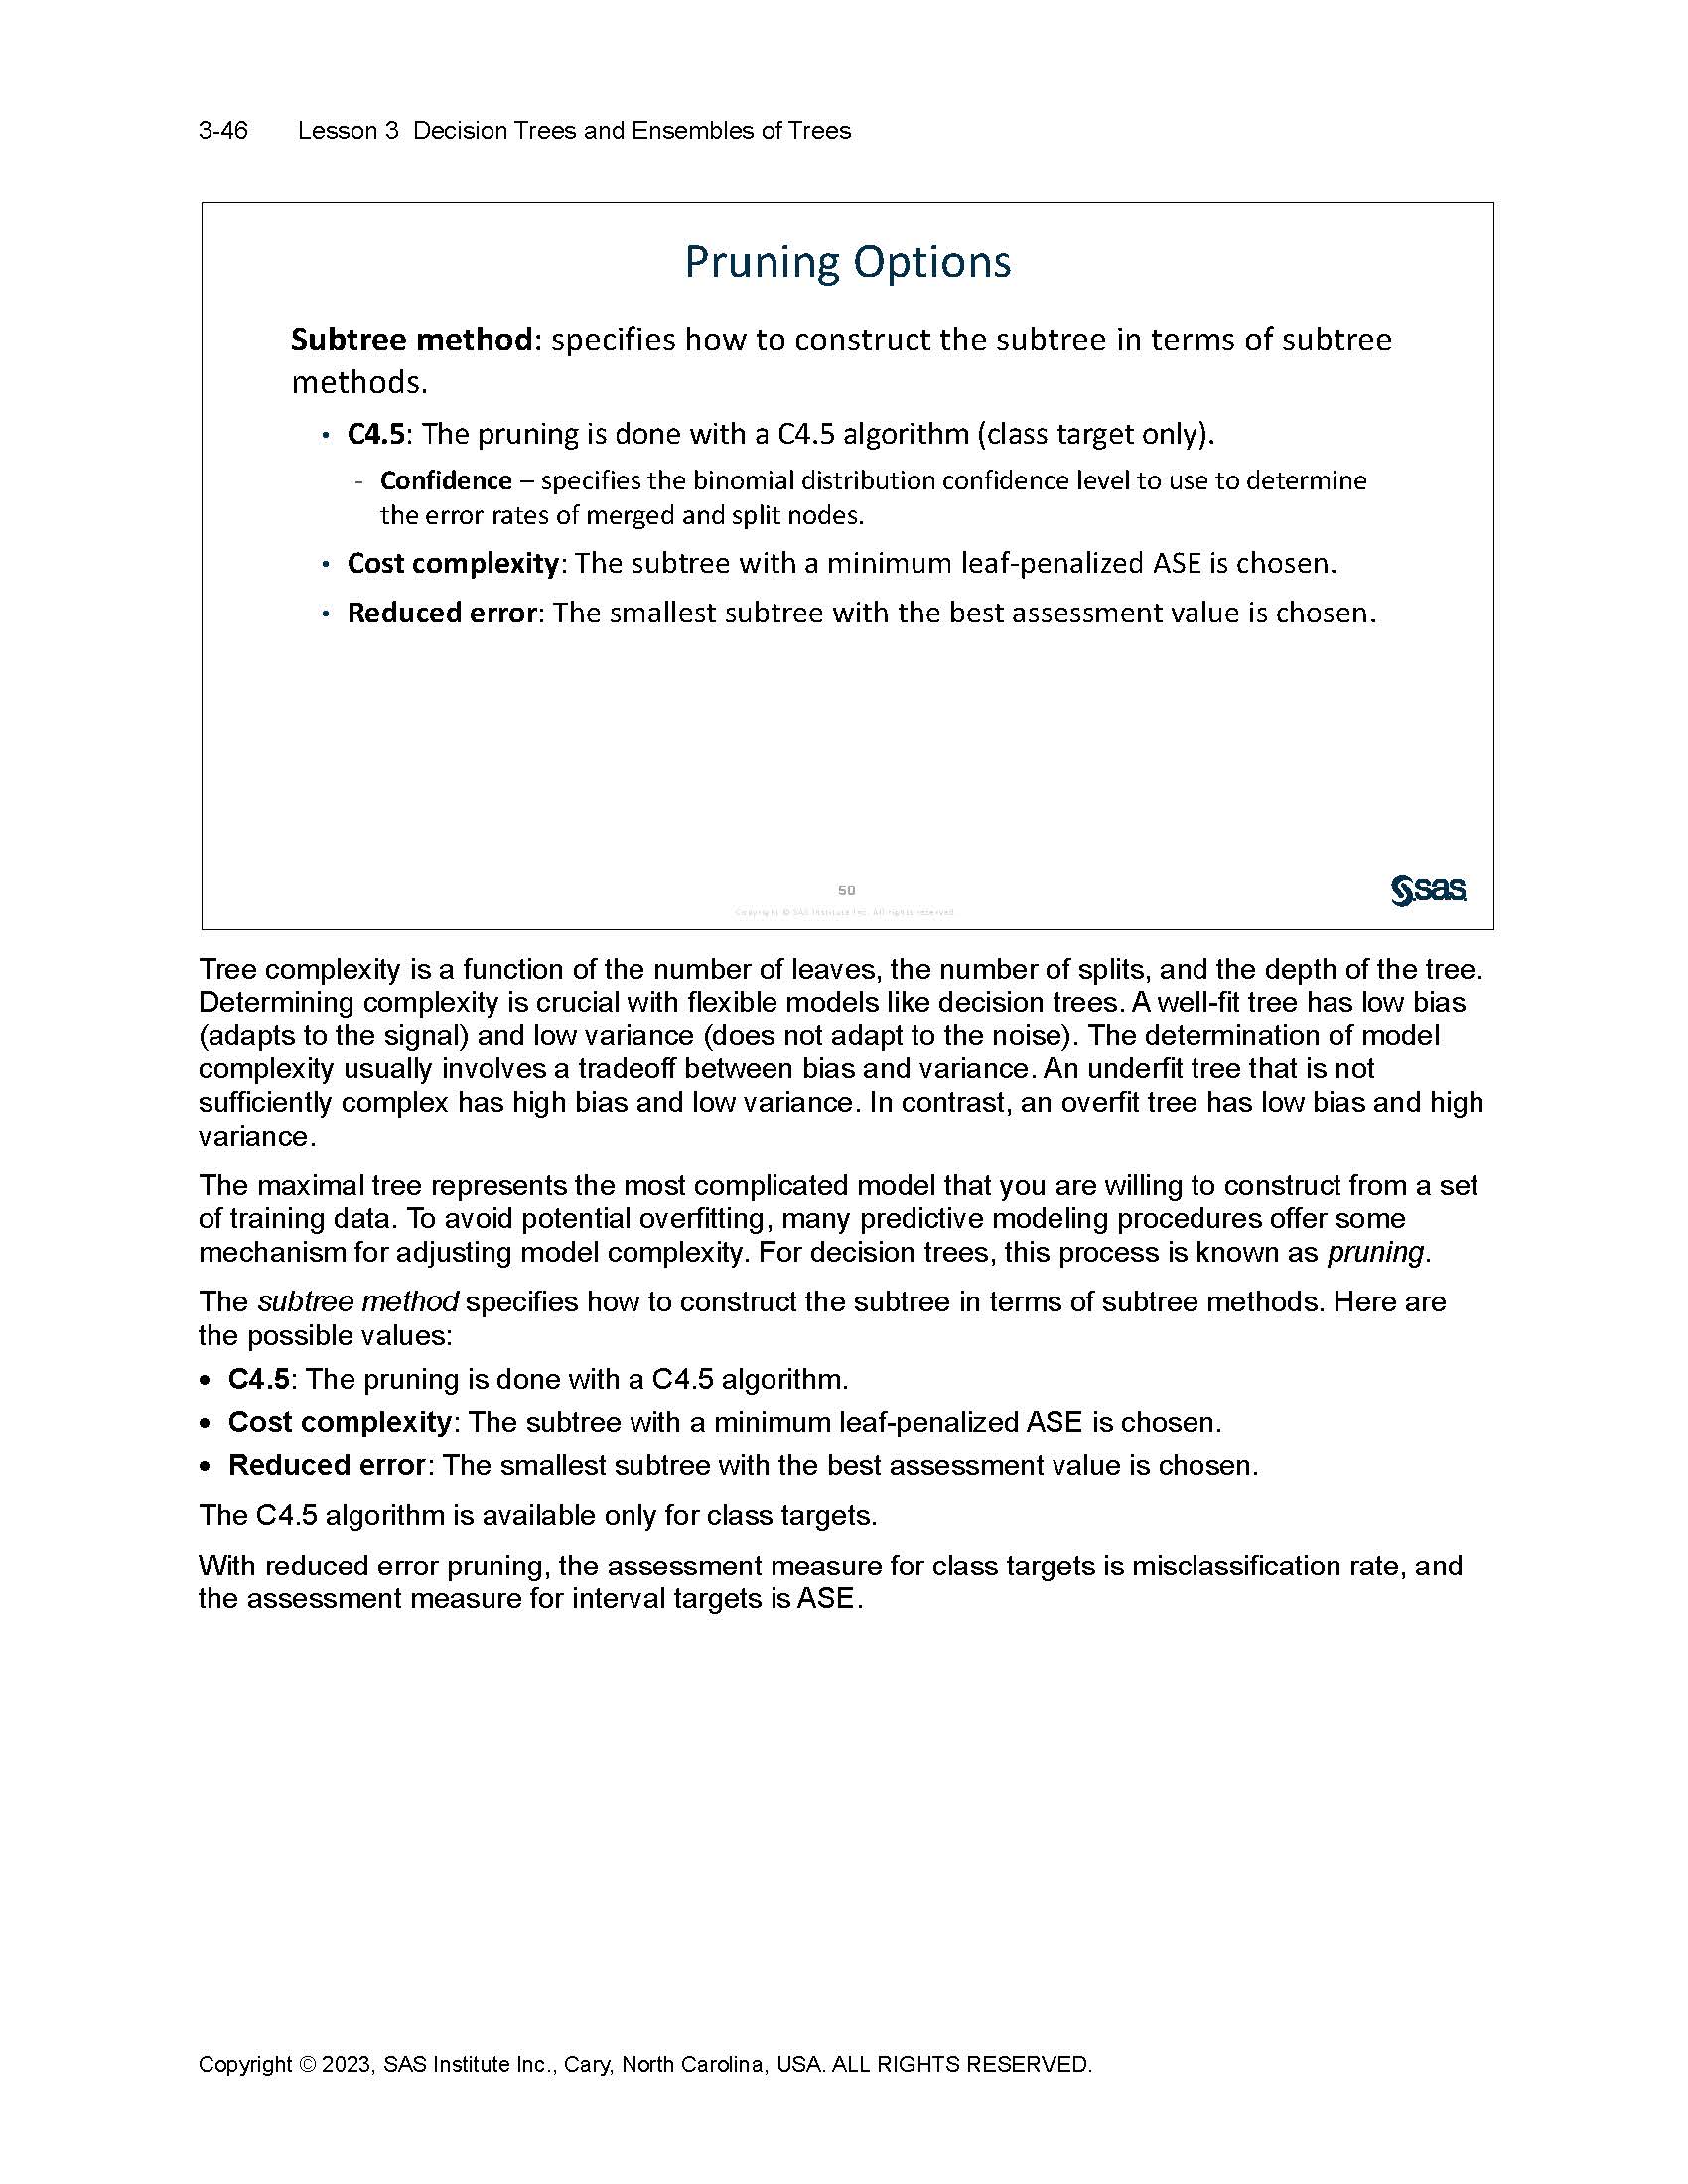 3-46 Lesson 3 Decision Trees and Ensembles of Trees
Pruning Options
Subtree method: specifies how to construct the subtree in terms of subtree
methods.
• C4.5: The pruning is done with a C4.5 algorithm (class target only).
- Confidence – specifies the binomial distribution confidence level to use to determine
the error rates of merged and split nodes.
• Cost complexity: The subtree with a minimum leaf-penalized ASE is chosen.
• Reduced error: The smallest subtree with the best assessment value is chosen.
50
Copyright © SAS Institute Inc. All rights reserved.
sas
Tree complexity is a function of the number of leaves, the number of splits, and the depth of the tree.
Determining complexity is crucial with flexible models like decision trees. A well-fit tree has low bias
(adapts to the signal) and low variance (does not adapt to the noise). The determination of model
complexity usually involves a tradeoff between bias and variance. An underfit tree that is not
sufficiently complex has high bias and low variance. In contrast, an overfit tree has low bias and high
variance.
The maximal tree represents the most complicated model that you are willing to construct from a set
of training data. To avoid potential overfitting, many predictive modeling procedures offer some
mechanism for adjusting model complexity. For decision trees, this process is known as pruning.
The subtree method specifies how to construct the subtree in terms of subtree methods. Here are
the possible values:
• C4.5: The pruning is done with a C4.5 algorithm.
• Cost complexity: The subtree with a minimum leaf-penalized ASE is chosen.
• Reduced error: The smallest subtree with the best assessment value is chosen.
The C4.5 algorithm is available only for class targets.
With reduced error pruning, the assessment measure for class targets is misclassification rate, and
the assessment measure for interval targets is ASE.
Copyright © 2023, SAS Institute Inc., Cary, North Carolina, USA. ALL RIGHTS RESERVED.